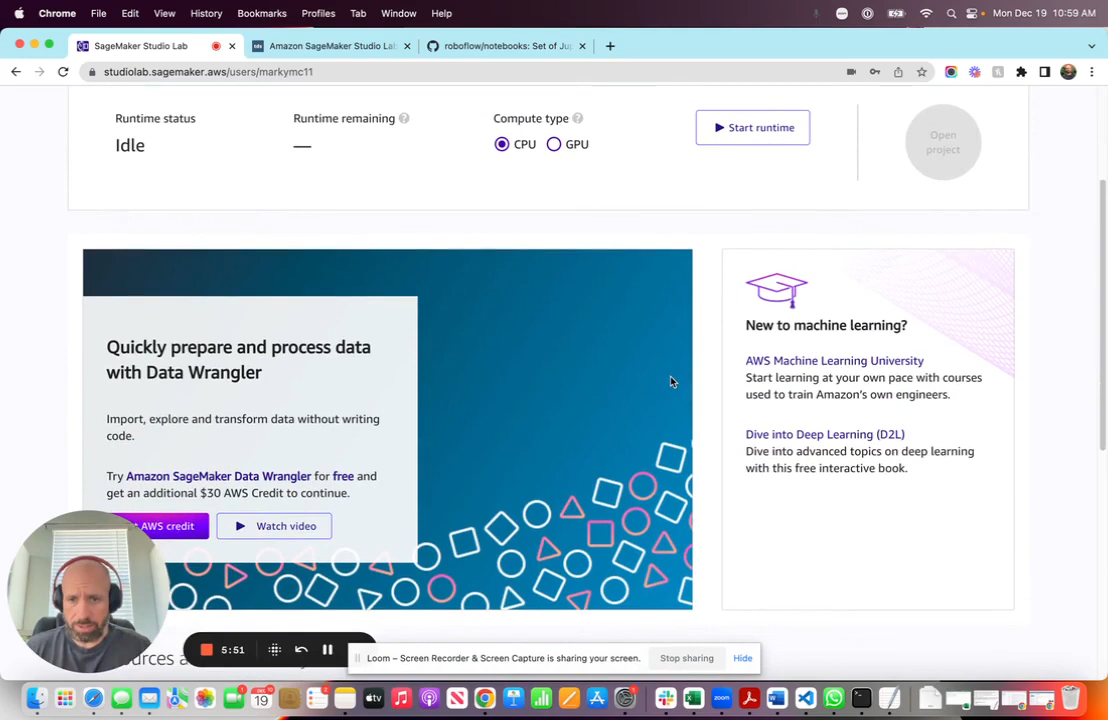 Chrome File Edit View History Bookmarks Profiles Tab Window Help Mon Dec 19 10:59 AM
SageMaker Studio Lab
Amazon SageMaker Studio Lab
roboflow/notebooks: Set of Ju
studiolab.sagemaker.aws/users/markymc11
Runtime status
Idle
Runtime remaining ?
—
Compute type ?
CPU GPU
Start runtime
Open
project
Quickly prepare and process data
with Data Wrangler
Import, explore and transform data without writing
code.
Try Amazon SageMaker Data Wrangler for free and
get an additional $30 AWS Credit to continue.
AWS credit
Watch video
New to machine learning?
AWS Machine Learning University
Start learning at your own pace with courses
used to train Amazon's own engineers.
Dive into Deep Learning (D2L)
Dive into advanced topics on deep learning
with this free interactive book.
5:51
Loom – Screen Recorder & Screen Capture is sharing your screen.
Stop sharing
Hide